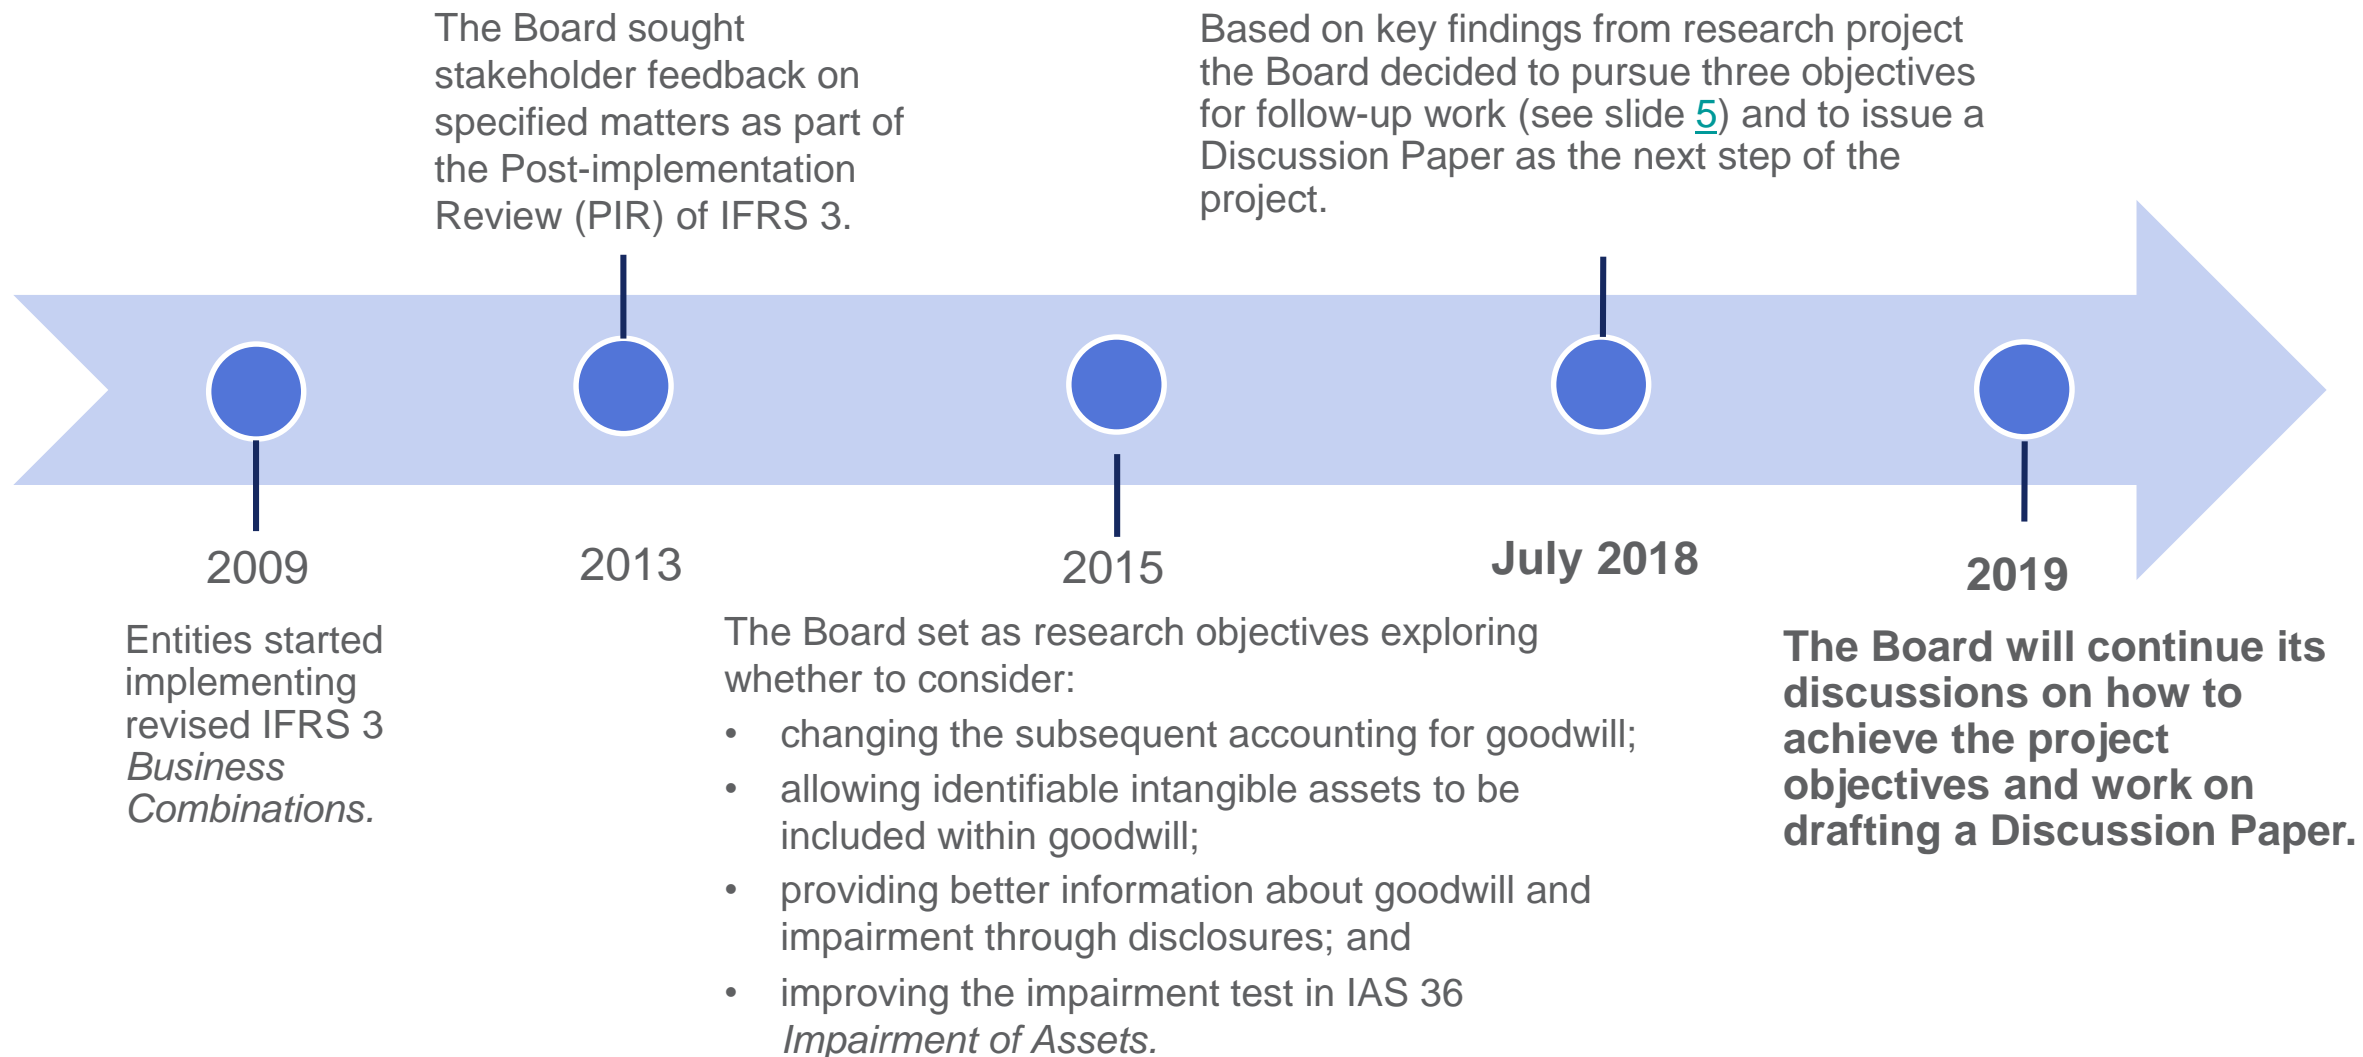 The Board sought
stakeholder feedback on
specified matters as part of
the Post-implementation
Review (PIR) of IFRS 3.
Based on key findings from research project
the Board decided to pursue three objectives
for follow-up work (see slide 5) and to issue a
Discussion Paper as the next step of the
project.
2009
2013
2015
July 2018
2019
Entities started
implementing
revised IFRS 3
Business
Combinations.
The Board set as research objectives exploring
whether to consider:
• changing the subsequent accounting for goodwill;
• allowing identifiable intangible assets to be
included within goodwill;
• providing better information about goodwill and
impairment through disclosures; and
• improving the impairment test in IAS 36
Impairment of Assets.
The Board will continue its
discussions on how to
achieve the project
objectives and work on
drafting a Discussion Paper.